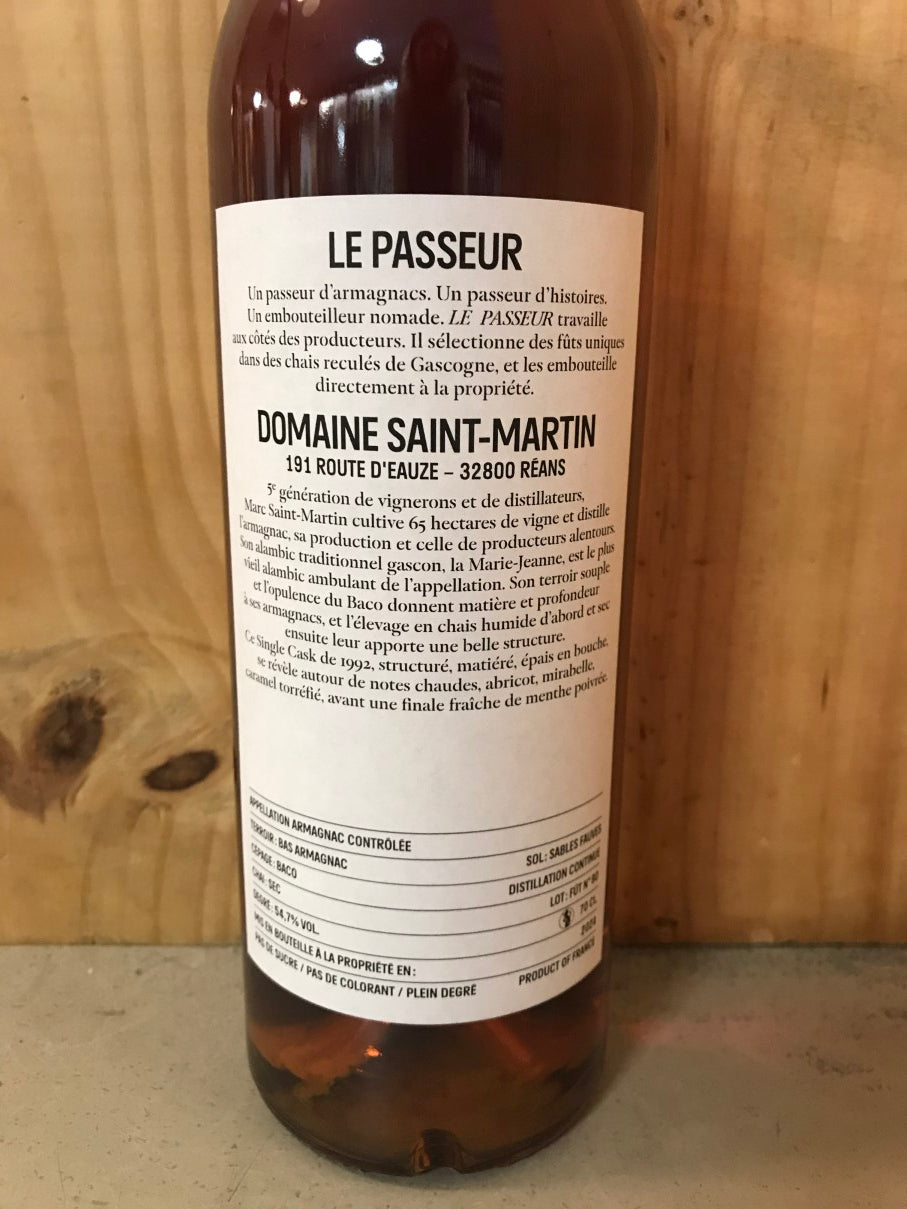 LE PASSEUR
Un passeur d'armagnacs. Un passeur d'histoires.
Un embouteilleur nomade. LE PASSEUR travaille
aux côtés des producteurs. Il sélectionne des fûts uniques
dans des chais reculés de Gascogne, et les embouteille
directement à la propriété.
DOMAINE SAINT-MARTIN
191 ROUTE D'EAUZE – 32800 RÉANS
5e génération de vignerons et de distillateurs,
Marc Saint-Martin cultive 65 hectares de vigne et distille
l'armagnac, sa production et celle de producteurs alentours.
Son alambic traditionnel gascon, la Marie-Jeanne, est le plus
vieil alambic ambulant de l'appellation. Son terroir souple
et l'opulence du Baco donnent matière et profondeur
à ses armagnacs, et l'élevage en chais humide d'abord et sec
ensuite leur apporte une belle structure.
Ce Single Cask de 1992, structuré, matiéré, épais en bouche,
se révèle autour de notes chaudes, abricot, mirabelle,
caramel torréfié, avant une finale fraîche de menthe poivrée.
APPELLATION ARMAGNAC CONTRÔLÉE
TERROIR : BAS ARMAGNAC SOL : SABLES FAUVES
CÉPAGE : BACO DISTILLATION CONTINUE
CHAI : SEC LOT : FÛT N°80
DEGRÉ : 54,7% VOL. 70 CL
MIS EN BOUTEILLE À LA PROPRIÉTÉ EN : 2024
PAS DE SUCRE / PAS DE COLORANT / PLEIN DEGRÉ PRODUCT OF FRANCE